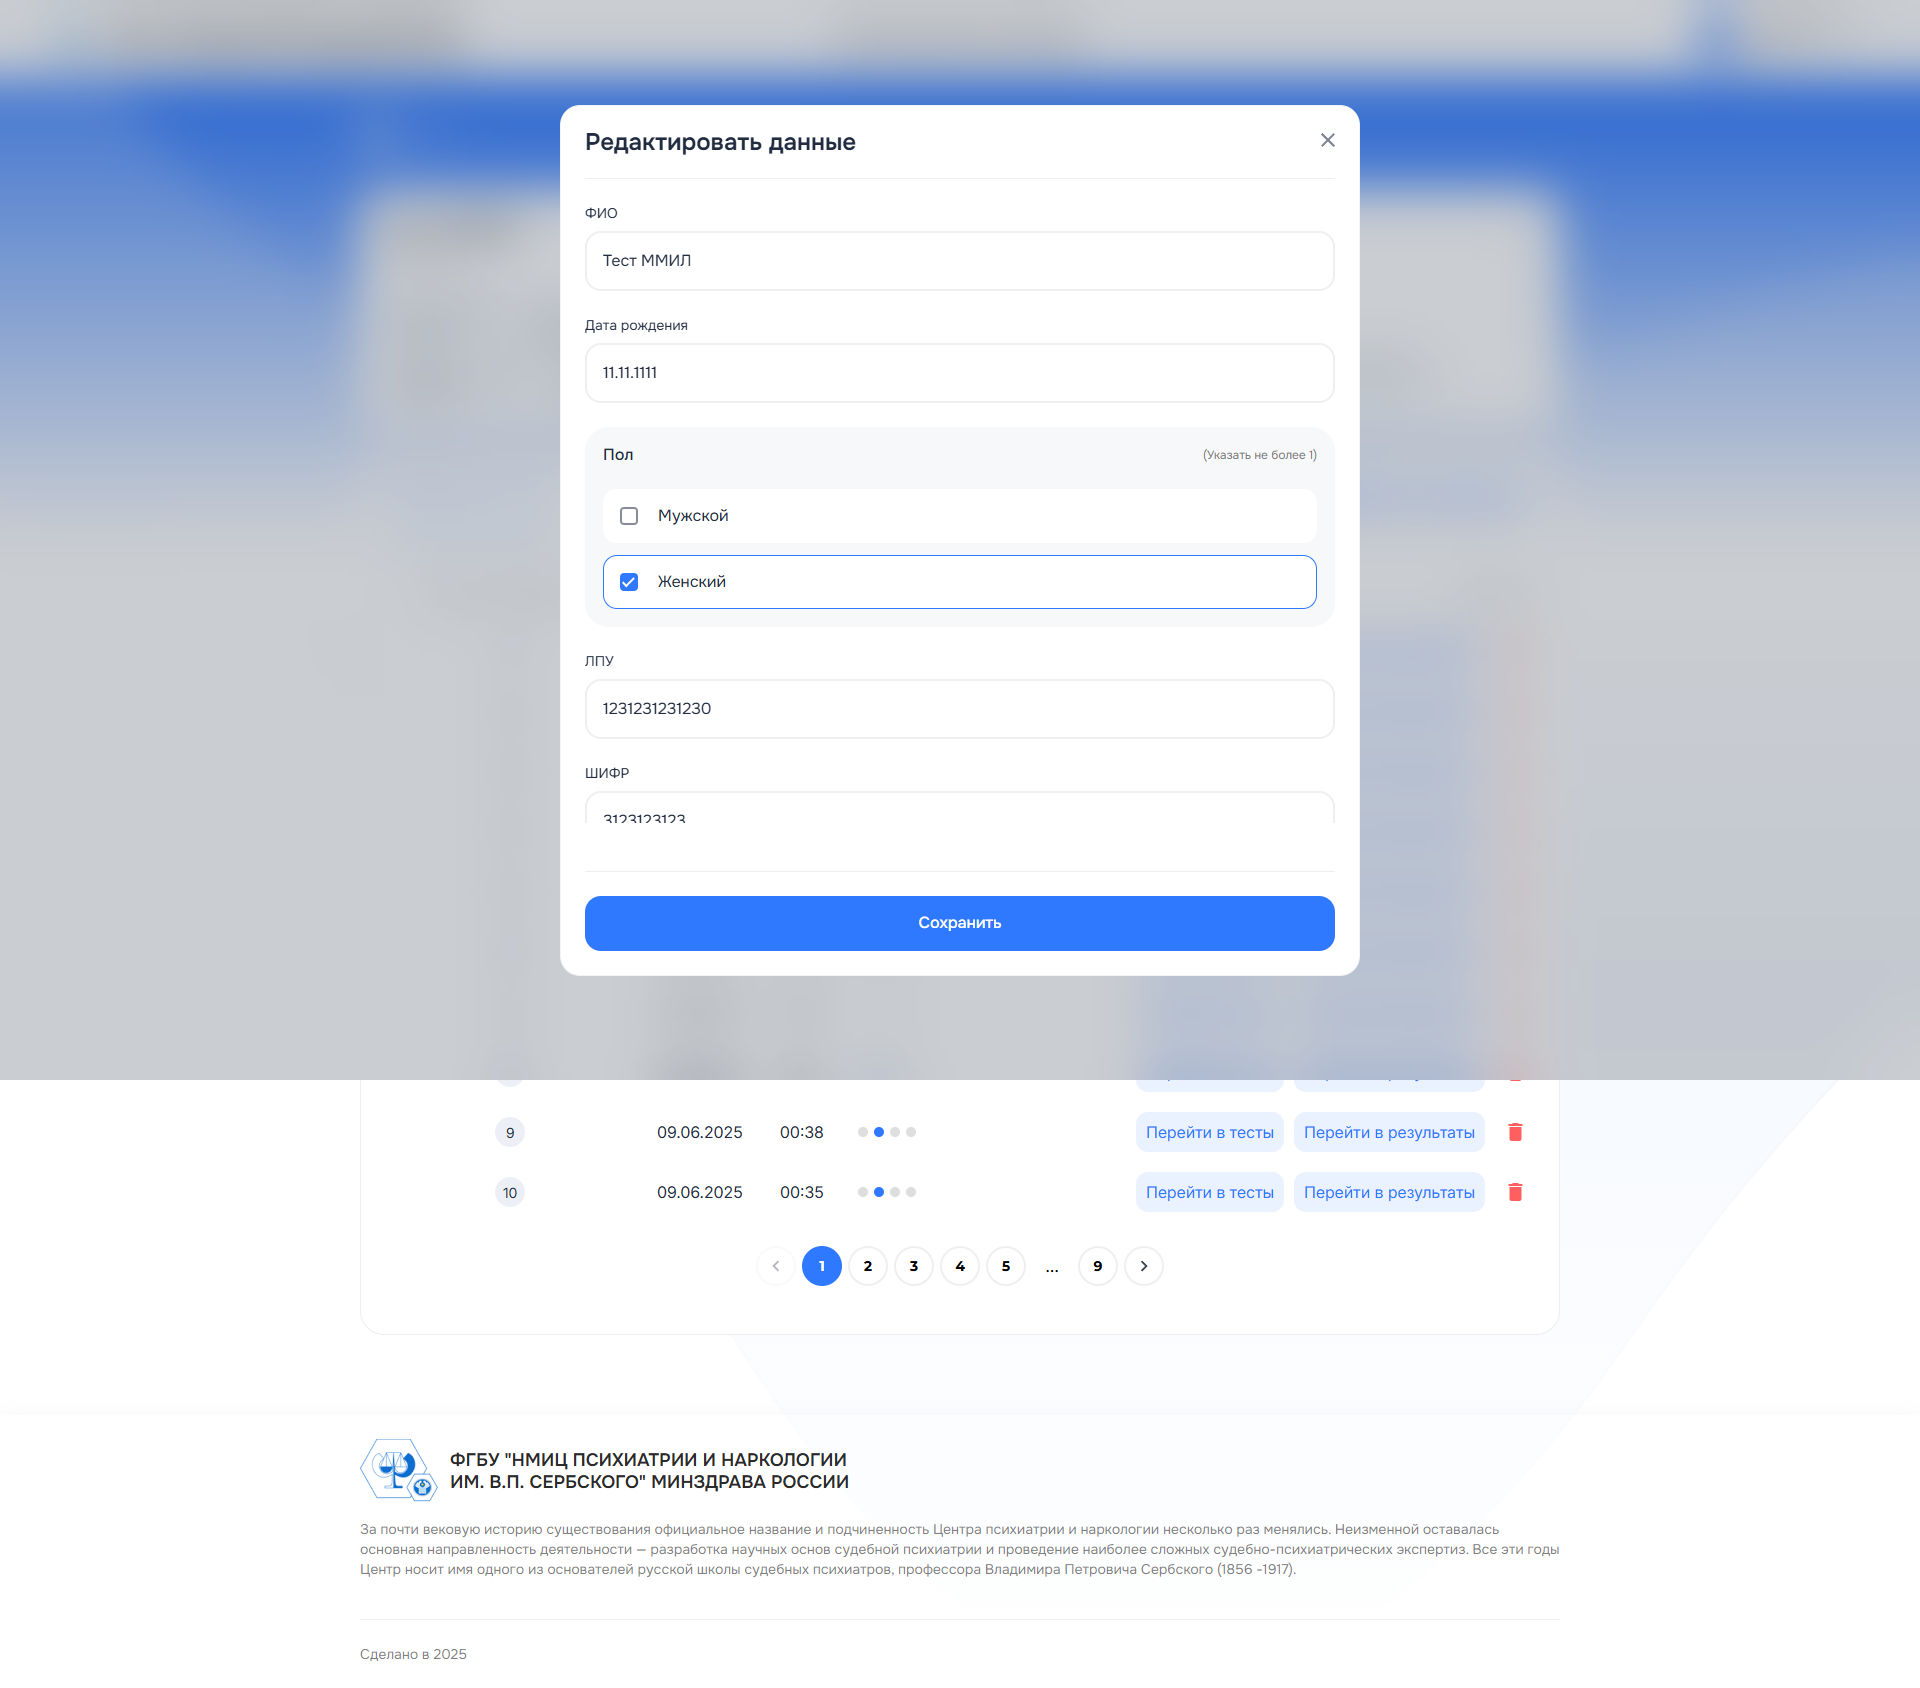 Редактировать данные
ФИО
Тест ММИЛ
Дата рождения
11.11.1111
Пол
(Указать не более 1)
Мужской
Женский
ЛПУ
1231231231230
ШИФР
3123123123
Сохранить
9 09.06.2025 00:38 Перейти в тесты Перейти в результаты
10 09.06.2025 00:35 Перейти в тесты Перейти в результаты
1 2 3 4 5 ... 9
ФГБУ "НМИЦ ПСИХИАТРИИ И НАРКОЛОГИИ
ИМ. В.П. СЕРБСКОГО" МИНЗДРАВА РОССИИ
За почти вековую историю существования официальное название и подчиненность Центра психиатрии и наркологии несколько раз менялись. Неизменной оставалась
основная направленность деятельности — разработка научных основ судебной психиатрии и проведение наиболее сложных судебно-психиатрических экспертиз. Все эти годы
Центр носит имя одного из основателей русской школы судебных психиатров, профессора Владимира Петровича Сербского (1856 -1917).
Сделано в 2025